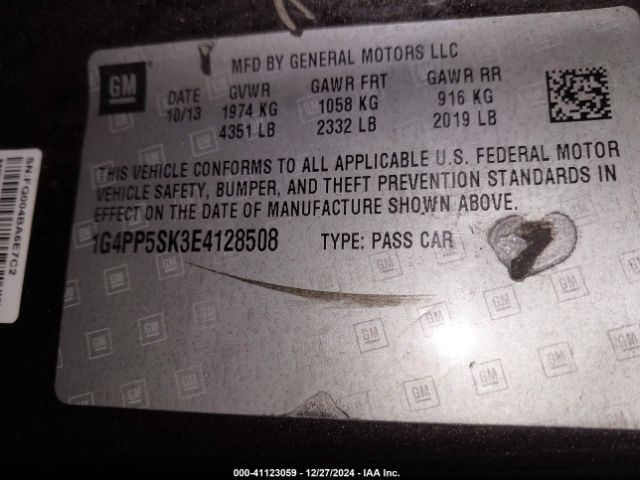 GM
MFD BY GENERAL MOTORS LLC
DATE GVWR GAWR FRT GAWR RR
10/13 1974 KG 1058 KG 916 KG
4351 LB 2332 LB 2019 LB
THIS VEHICLE CONFORMS TO ALL APPLICABLE U.S. FEDERAL MOTOR
VEHICLE SAFETY, BUMPER, AND THEFT PREVENTION STANDARDS IN
EFFECT ON THE DATE OF MANUFACTURE SHOWN ABOVE.
1G4PP5SK3E4128508 TYPE: PASS CAR
SN FG004BA6E7C2
000-41123059 - 12/27/2024 - IAA Inc.